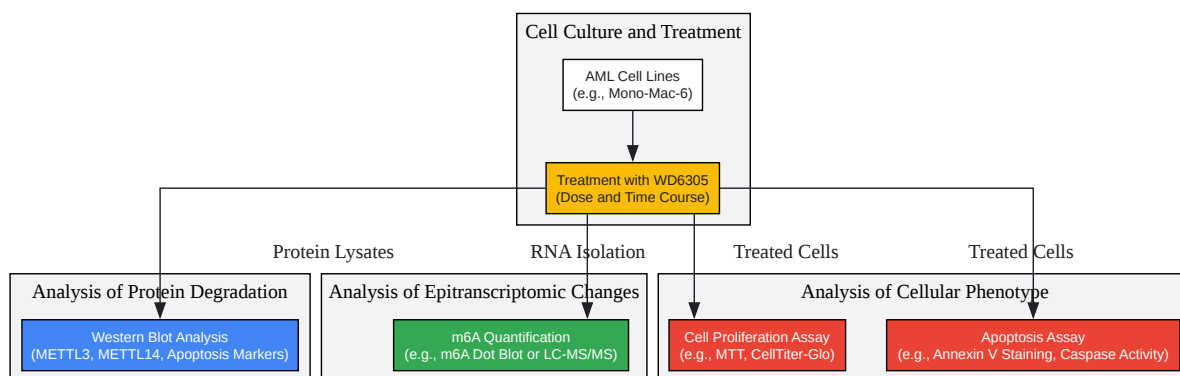 Cell Culture and Treatment
AML Cell Lines
(e.g., Mono-Mac-6)
Treatment with WD6305
(Dose and Time Course)
Protein Lysates
RNA Isolation
Treated Cells
Treated Cells
Analysis of Protein Degradation
Analysis of Epitranscriptomic Changes
Analysis of Cellular Phenotype
Western Blot Analysis
(METTL3, METTL14, Apoptosis Markers)
m6A Quantification
(e.g., m6A Dot Blot or LC-MS/MS)
Cell Proliferation Assay
(e.g., MTT, CellTiter-Glo)
Apoptosis Assay
(e.g., Annexin V Staining, Caspase Activity)